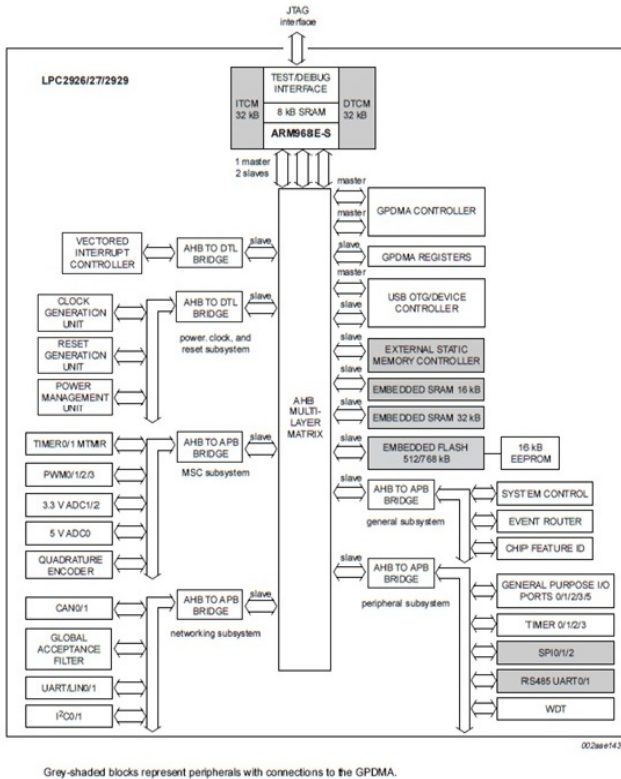 JTAG
interface
LPC2926/27/2929
ITCM
32 kB
TEST/DEBUG
INTERFACE
8 kB SRAM
ARM968E-S
DTCM
32 kB
1 master
2 slaves
master
GPDMA CONTROLLER
master
VECTORED
INTERRUPT
CONTROLLER
AHB TO DTL
BRIDGE
slave
slave
GPDMA REGISTERS
master
USB OTG/DEVICE
CONTROLLER
slave
CLOCK
GENERATION
UNIT
AHB TO DTL
BRIDGE
slave
power, clock, and
reset subsystem
RESET
GENERATION
UNIT
POWER
MANAGEMENT
UNIT
slave
EXTERNAL STATIC
MEMORY CONTROLLER
slave
EMBEDDED SRAM 16 kB
slave
EMBEDDED SRAM 32 kB
AHB
MULTI-
LAYER
MATRIX
slave
EMBEDDED FLASH
512/768 kB
16 kB
EEPROM
TIMER0/1 MTMR
AHB TO APB
BRIDGE
slave
MSC subsystem
PWM0/1/2/3
3.3 V ADC1/2
5 V ADC0
QUADRATURE
ENCODER
slave
AHB TO APB
BRIDGE
general subsystem
SYSTEM CONTROL
EVENT ROUTER
CHIP FEATURE ID
slave
AHB TO APB
BRIDGE
peripheral subsystem
GENERAL PURPOSE I/O
PORTS 0/1/2/3/5
TIMER 0/1/2/3
SPI0/1/2
RS485 UART0/1
WDT
CAN0/1
AHB TO APB
BRIDGE
slave
networking subsystem
GLOBAL
ACCEPTANCE
FILTER
UART/LIN0/1
I²C0/1
002aae143
Grey-shaded blocks represent peripherals with connections to the GPDMA.